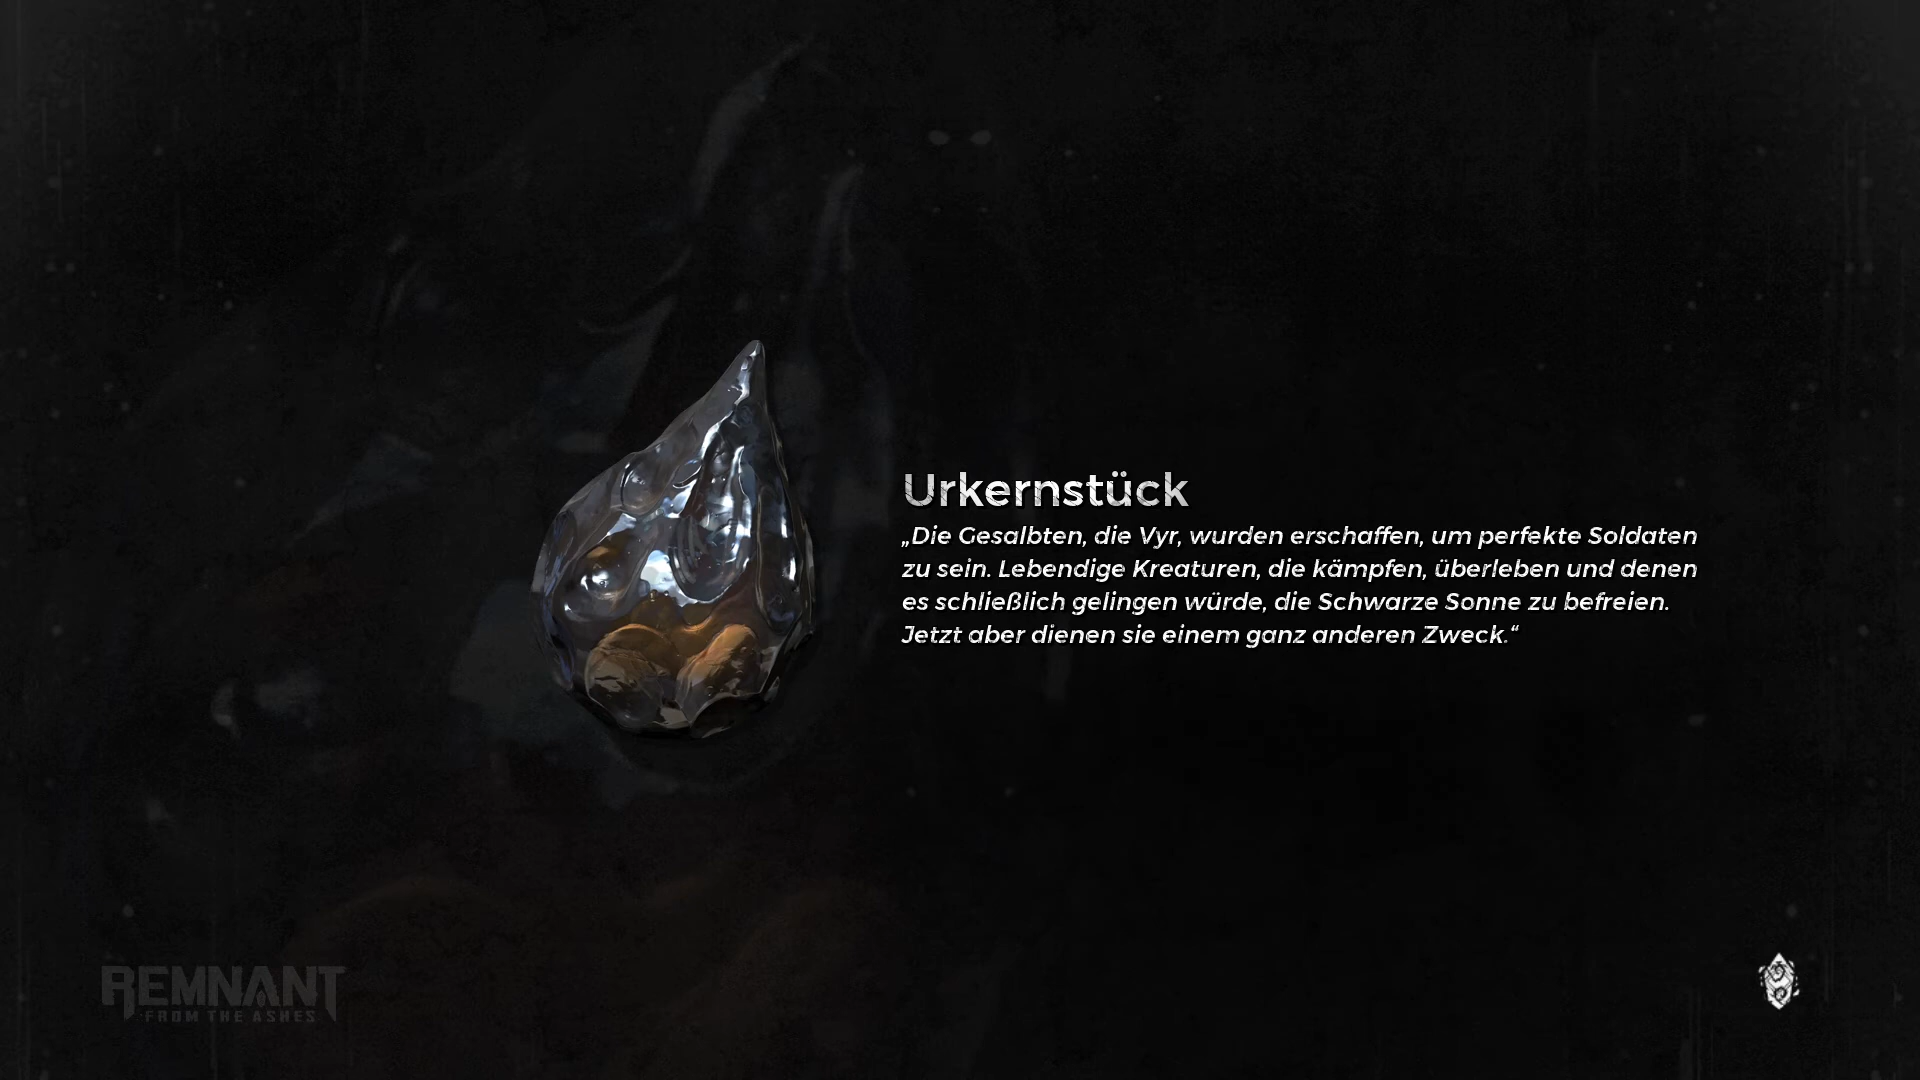 Urkernstück
„Die Gesalbten, die Vyr, wurden erschaffen, um perfekte Soldaten
zu sein. Lebendige Kreaturen, die kämpfen, überleben und denen
es schließlich gelingen würde, die Schwarze Sonne zu befreien.
Jetzt aber dienen sie einem ganz anderen Zweck.“
REMNANT
FROM THE ASHES